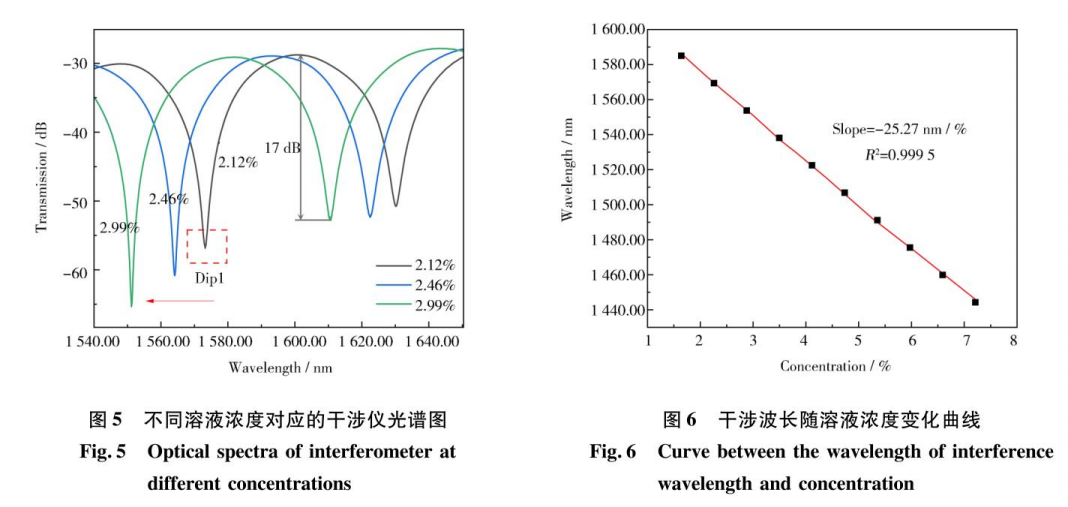 −30
−40
−50
−60
Transmission / dB
17 dB
2.12%
2.46%
2.99%
Dip1
2.12%
2.46%
2.99%
1 540.00 1 560.00 1 580.00 1 600.00 1 620.00 1 640.00
Wavelength / nm
图 5 不同溶液浓度对应的干涉仪光谱图
Fig. 5 Optical spectra of interferometer at
different concentrations
1 600.00
1 580.00
1 560.00
1 540.00
1 520.00
1 500.00
1 480.00
1 460.00
1 440.00
Wavelength / nm
Slope=−25.27 nm / %
R²=0.999 5
1 2 3 4 5 6 7 8
Concentration / %
图 6 干涉波长随溶液浓度变化曲线
Fig. 6 Curve between the wavelength of interference
wavelength and concentration